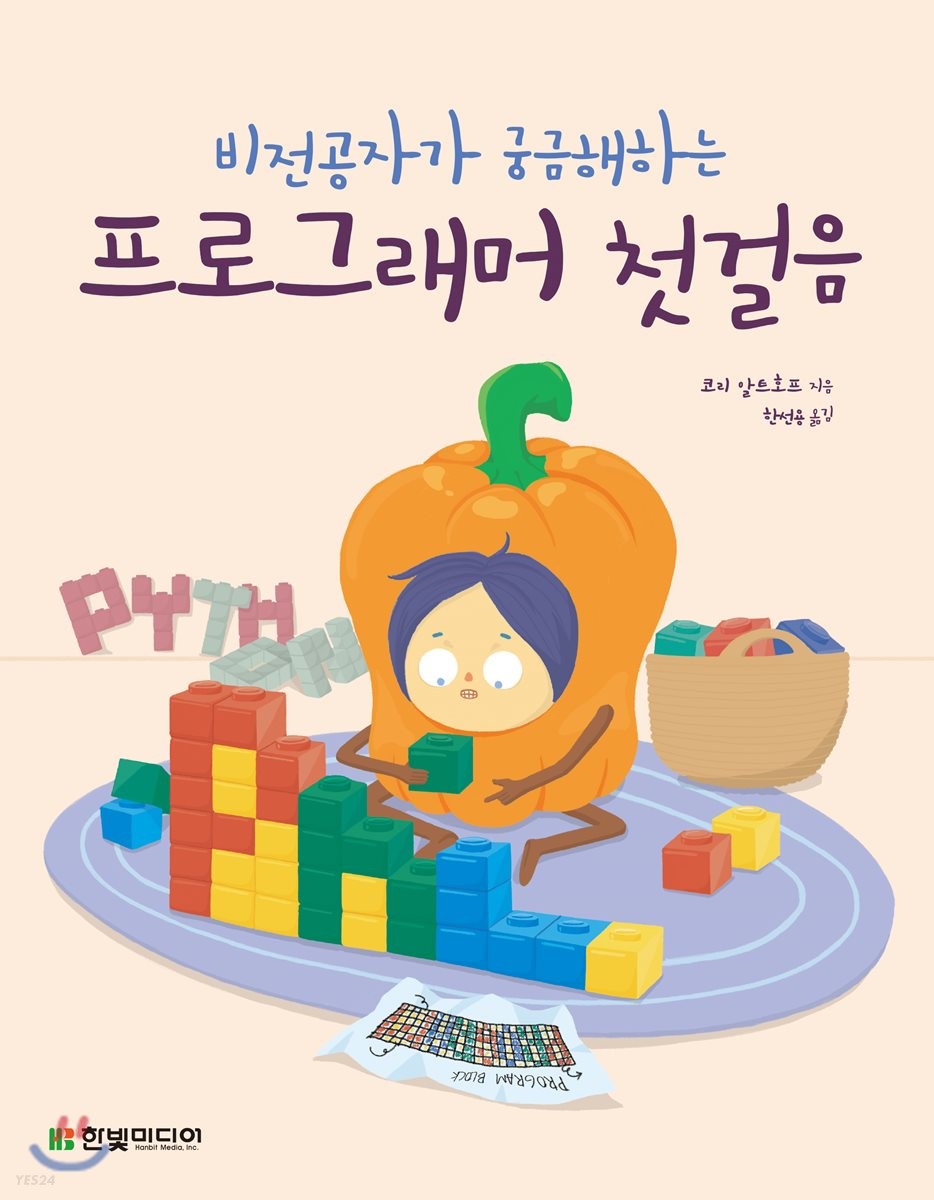 비전공자가 궁금해하는
프로그래머 첫걸음
코리 알트호프 지음
한선용 옮김
PYTH
ON
PROGRAM BLOCK
HB 한빛미디어
Hanbit Media, Inc.
YES24